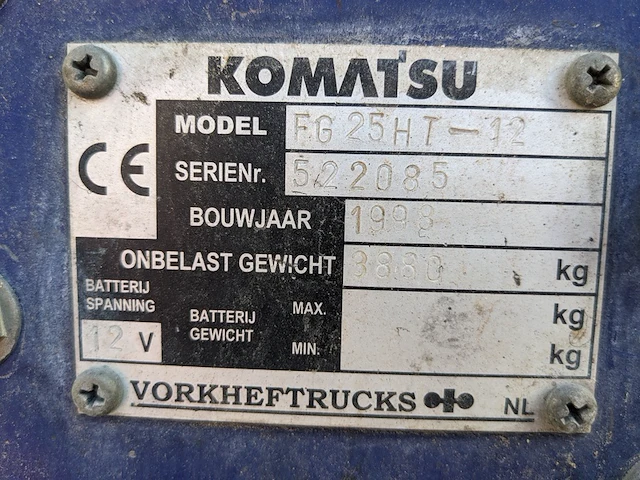 KOMATSU
CE
MODEL FG25HT-12
SERIENr. 522085
BOUWJAAR 1998
ONBELAST GEWICHT kg
BATTERIJ SPANNING 12 V
BATTERIJ GEWICHT
MAX. kg
MIN. kg
VORKHEFTRUCKS NL